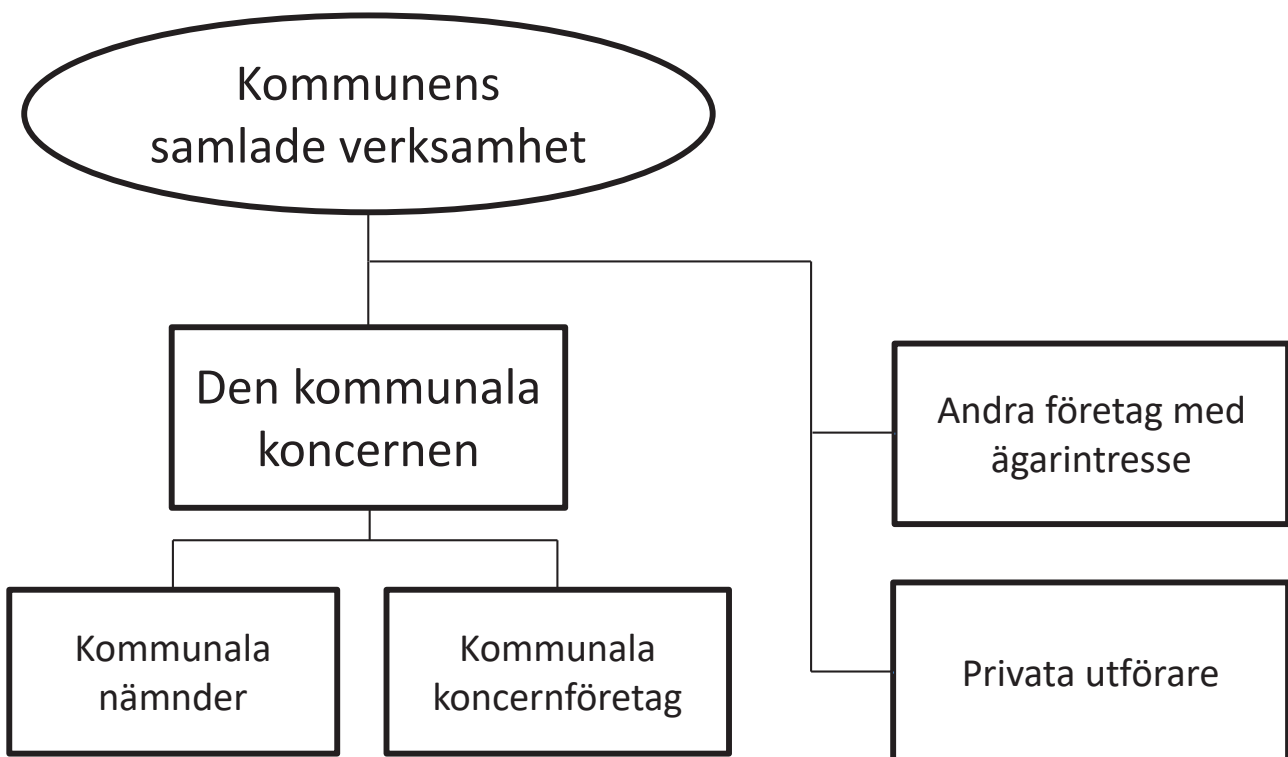 Kommunens
samlade verksamhet
Den kommunala
koncernen
Andra företag med
ägarintresse
Kommunala
nämnder
Kommunala
koncernföretag
Privata utförare